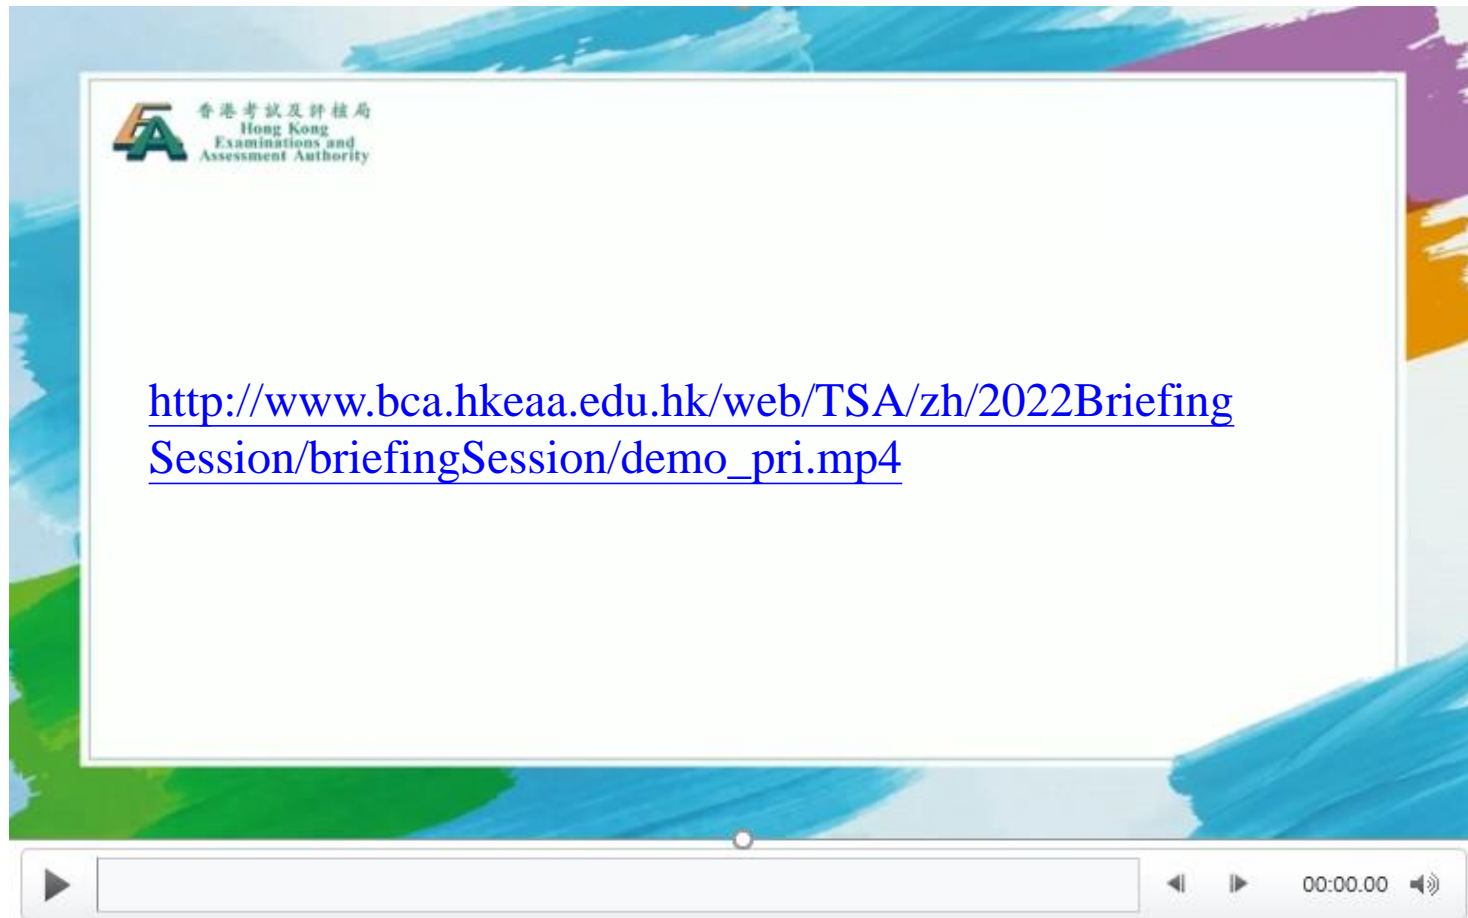 香港考試及評核局
Hong Kong
Examinations and
Assessment Authority
http://www.bca.hkeaa.edu.hk/web/TSA/zh/2022Briefing
Session/briefingSession/demo_pri.mp4
00:00.00